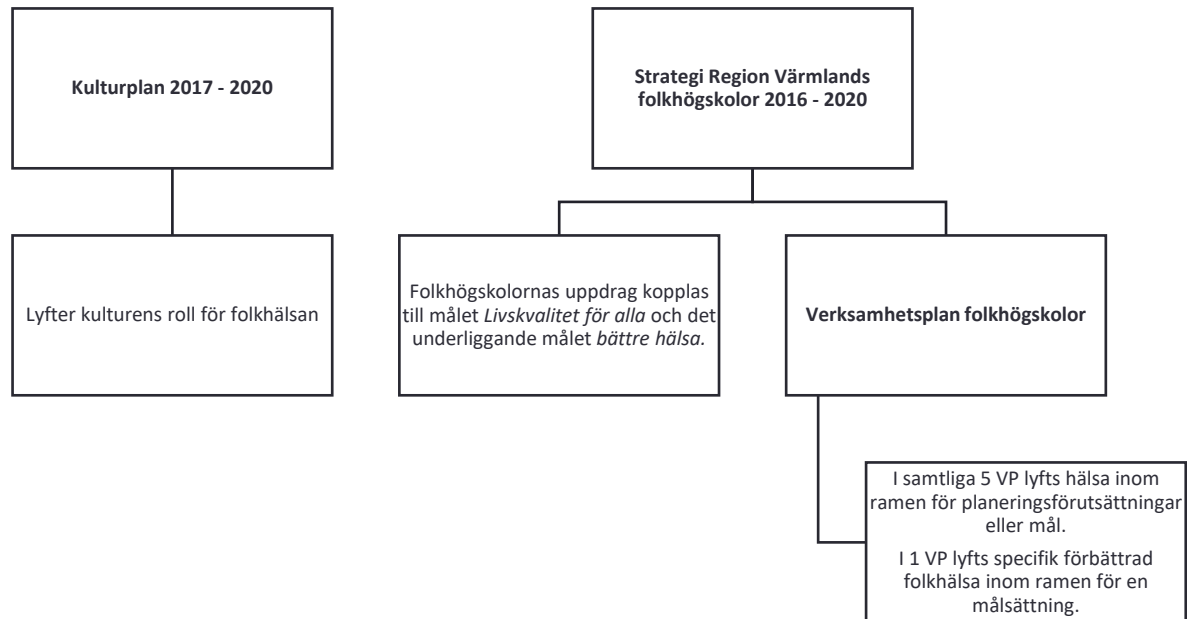 Kulturplan 2017 - 2020
Strategi Region Värmlands
folkhögskolor 2016 - 2020
Lyfter kulturens roll för folkhälsan
Folkhögskolornas uppdrag kopplas
till målet Livskvalitet för alla och det
underliggande målet bättre hälsa.
Verksamhetsplan folkhögskolor
I samtliga 5 VP lyfts hälsa inom
ramen för planeringsförutsättningar
eller mål.
I 1 VP lyfts specifik förbättrad
folkhälsa inom ramen för en
målsättning.